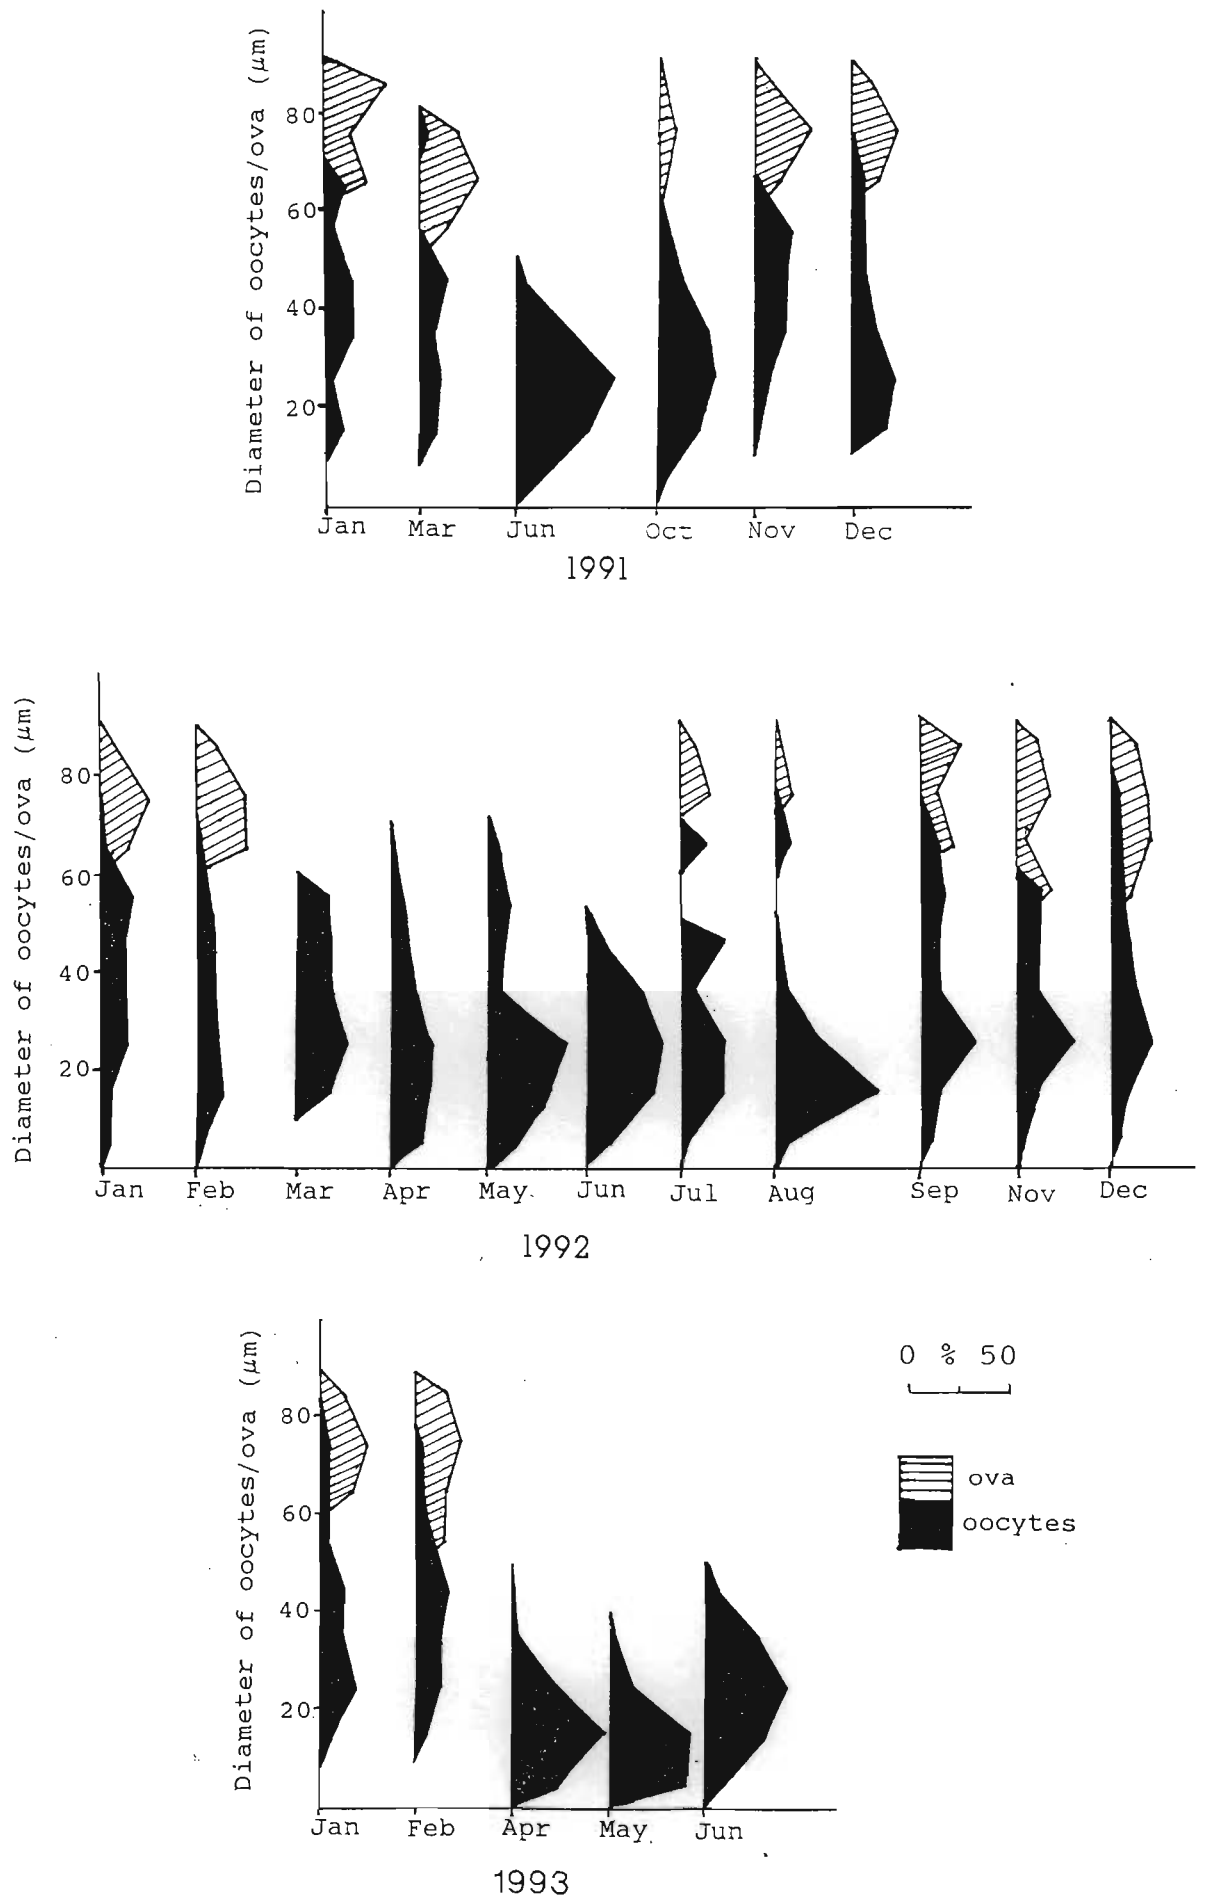 Diameter of oocytes/ova (µm)
80
60
40
20
Jan Mar Jun Oct Nov Dec
1991
Diameter of oocytes/ova (µm)
80
60
40
20
Jan Feb Mar Apr May Jun Jul Aug Sep Nov Dec
1992
Diameter of oocytes/ova (µm)
80
60
40
20
Jan Feb Apr May Jun
1993
0 % 50
ova
oocytes